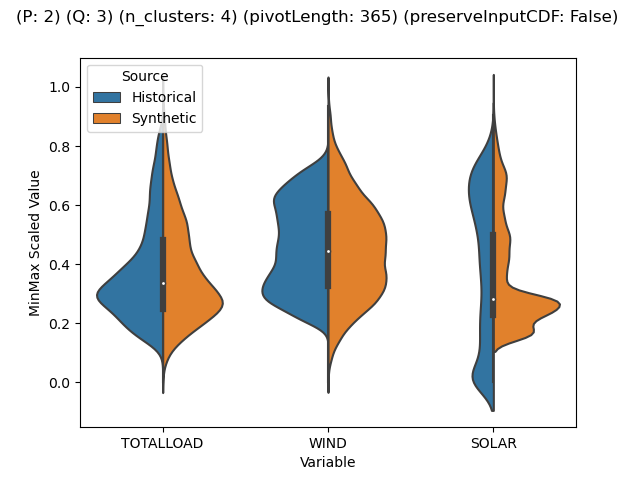 (P: 2) (Q: 3) (n_clusters: 4) (pivotLength: 365) (preserveInputCDF: False)
Source
Historical
Synthetic
MinMax Scaled Value
1.0
0.8
0.6
0.4
0.2
0.0
TOTALLOAD
WIND
SOLAR
Variable